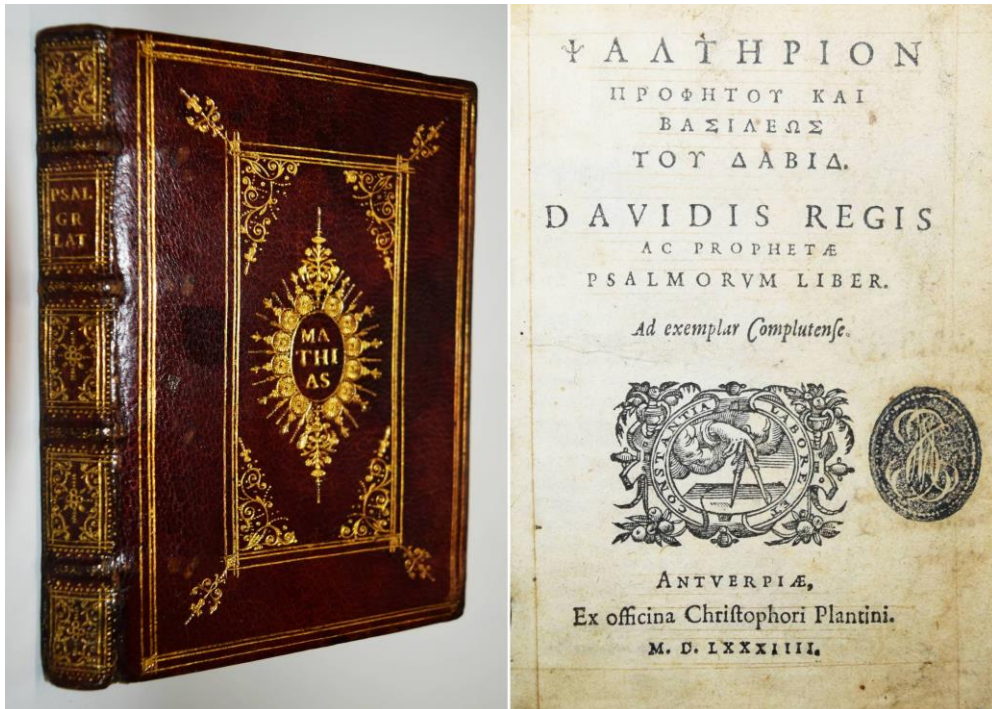 PSAL
GR
LAT
MA
THI
AS
ΨΑΛΤΗΡΙΟΝ
ΠΡΟΦΗΤΟΥ ΚΑΙ
ΒΑΣΙΛΕΩΣ
ΤΟΥ ΔΑΒΙΔ.
DAVIDIS REGIS
AC PROPHETÆ
PSALMORVM LIBER.
Ad exemplar Complutenſe.
CONSTANTIA ET LABORE
ANTVERPIÆ,
Ex officina Chriſtophori Plantini.
M. D. LXXXIIII.